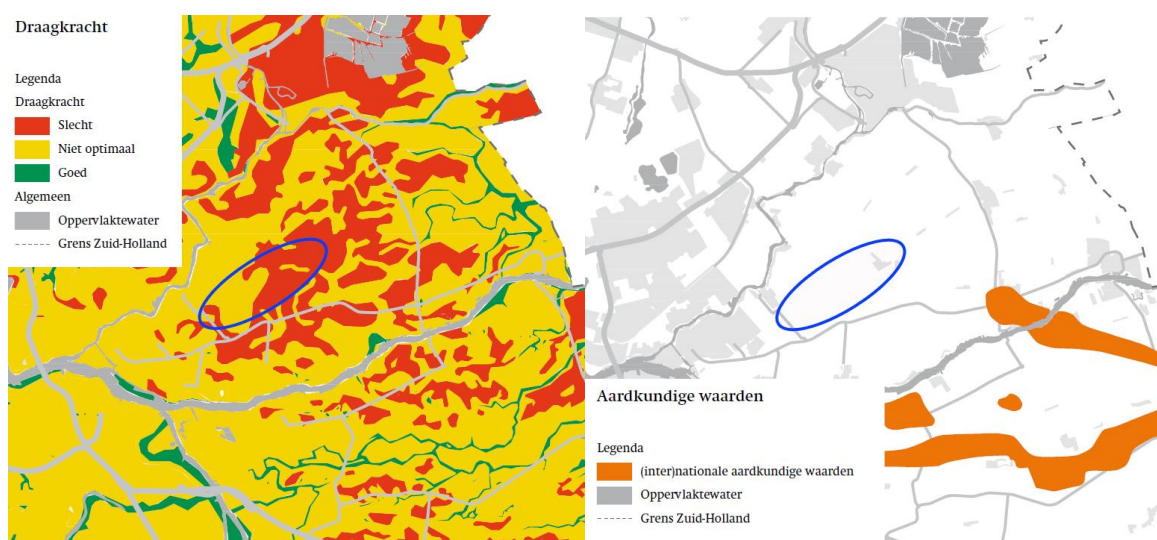 Draagkracht
Legenda
Draagkracht
Slecht
Niet optimaal
Goed
Algemeen
Oppervlaktewater
Grens Zuid-Holland
Aardkundige waarden
Legenda
(inter)nationale aardkundige waarden
Oppervlaktewater
Grens Zuid-Holland